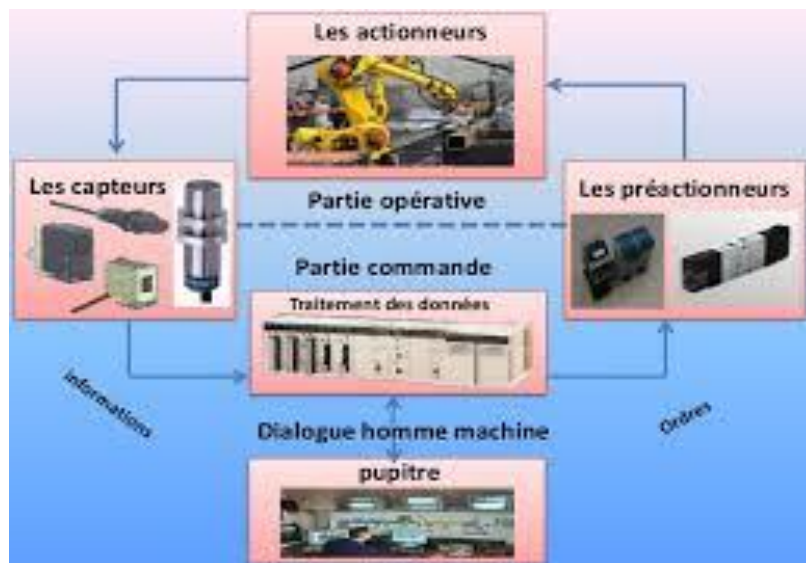 Les actionneurs
Les capteurs
Les préactionneurs
Partie opérative
Partie commande
Traitement des données
informations
Ordres
Dialogue homme machine
pupitre